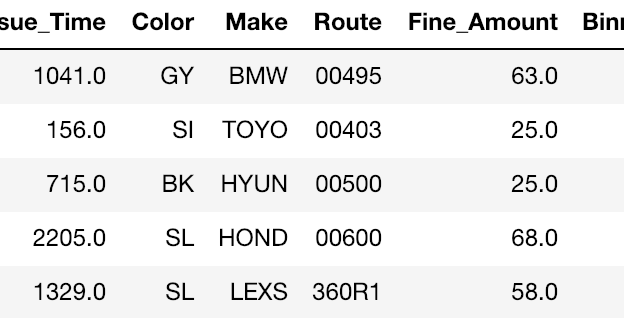 sue_Time Color Make Route Fine_Amount Bin
1041.0 GY BMW 00495 63.0
156.0 SI TOYO 00403 25.0
715.0 BK HYUN 00500 25.0
2205.0 SL HOND 00600 68.0
1329.0 SL LEXS 360R1 58.0